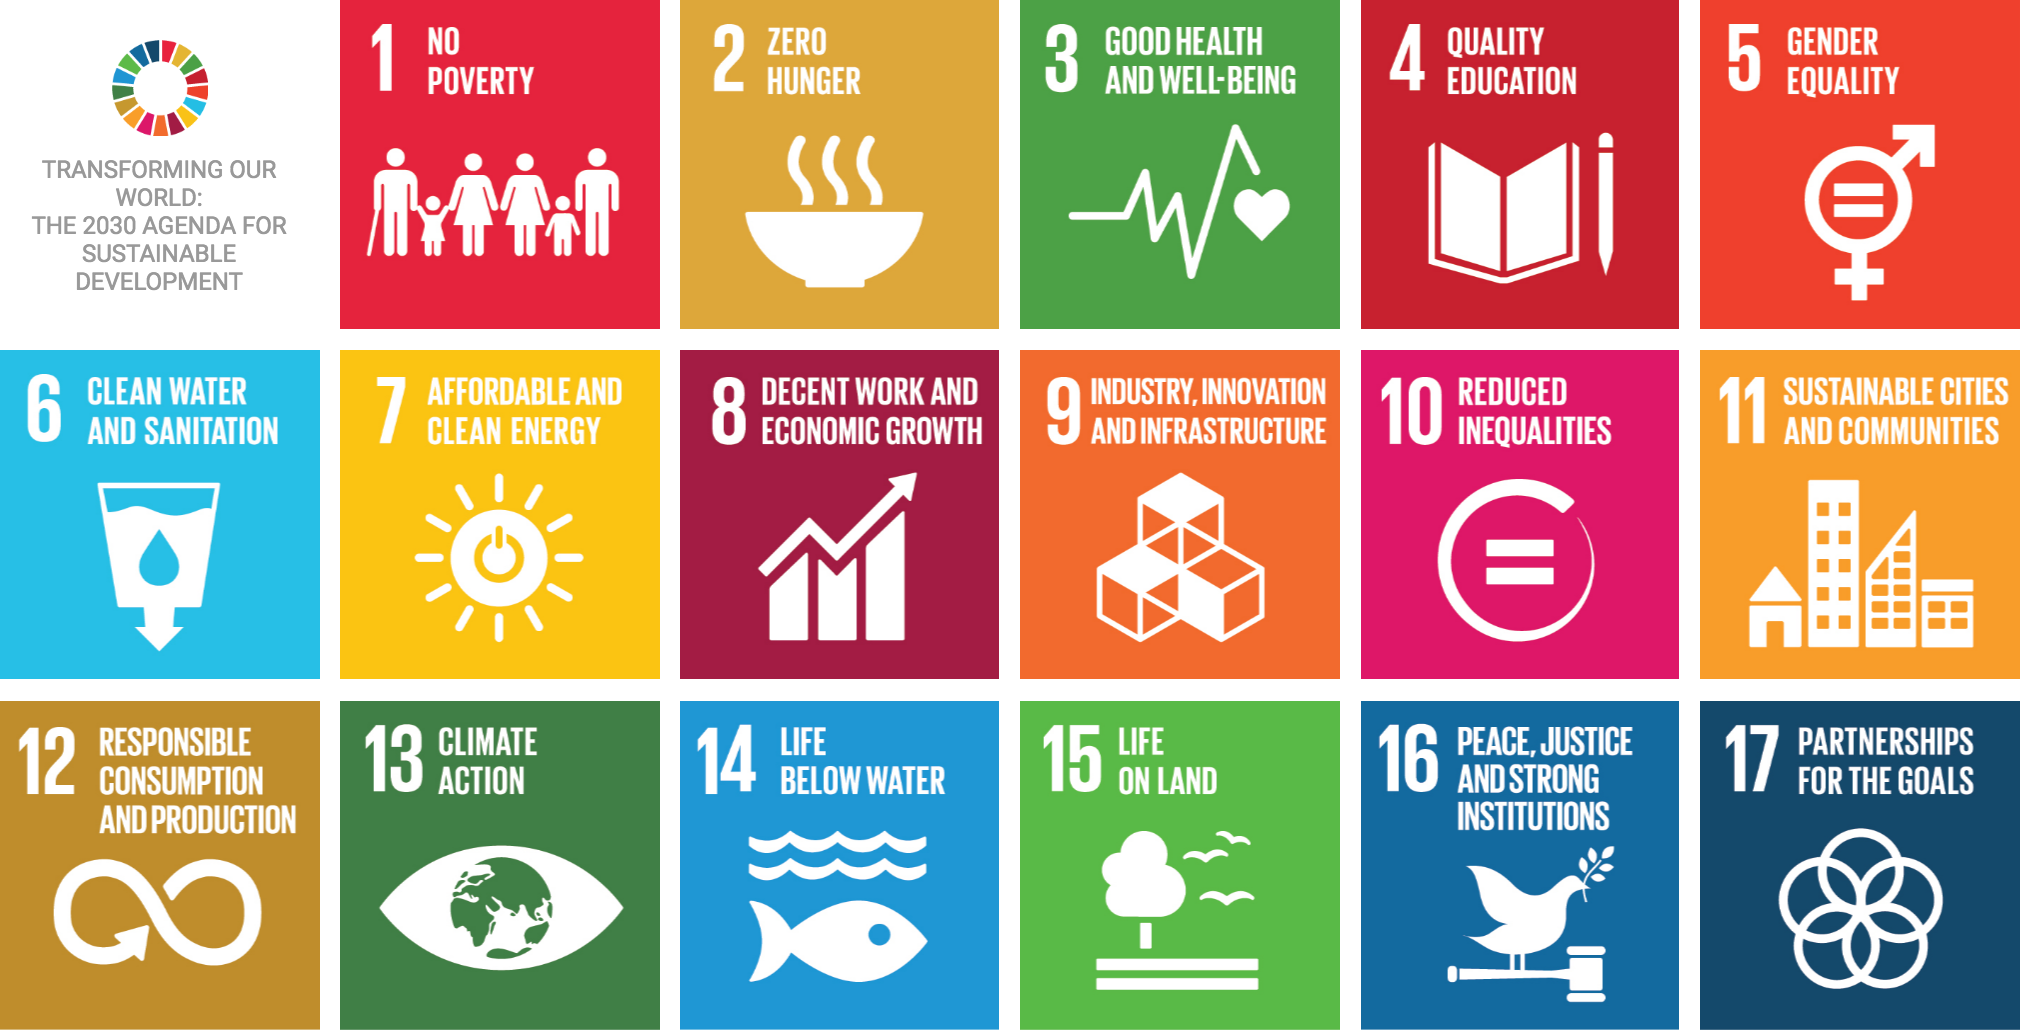 TRANSFORMING OUR
WORLD:
THE 2030 AGENDA FOR
SUSTAINABLE
DEVELOPMENT
1 NO
POVERTY
2 ZERO
HUNGER
3 GOOD HEALTH
AND WELL-BEING
4 QUALITY
EDUCATION
5 GENDER
EQUALITY
6 CLEAN WATER
AND SANITATION
7 AFFORDABLE AND
CLEAN ENERGY
8 DECENT WORK AND
ECONOMIC GROWTH
9 INDUSTRY, INNOVATION
AND INFRASTRUCTURE
10 REDUCED
INEQUALITIES
11 SUSTAINABLE CITIES
AND COMMUNITIES
12 RESPONSIBLE
CONSUMPTION
AND PRODUCTION
13 CLIMATE
ACTION
14 LIFE
BELOW WATER
15 LIFE
ON LAND
16 PEACE, JUSTICE
AND STRONG
INSTITUTIONS
17 PARTNERSHIPS
FOR THE GOALS